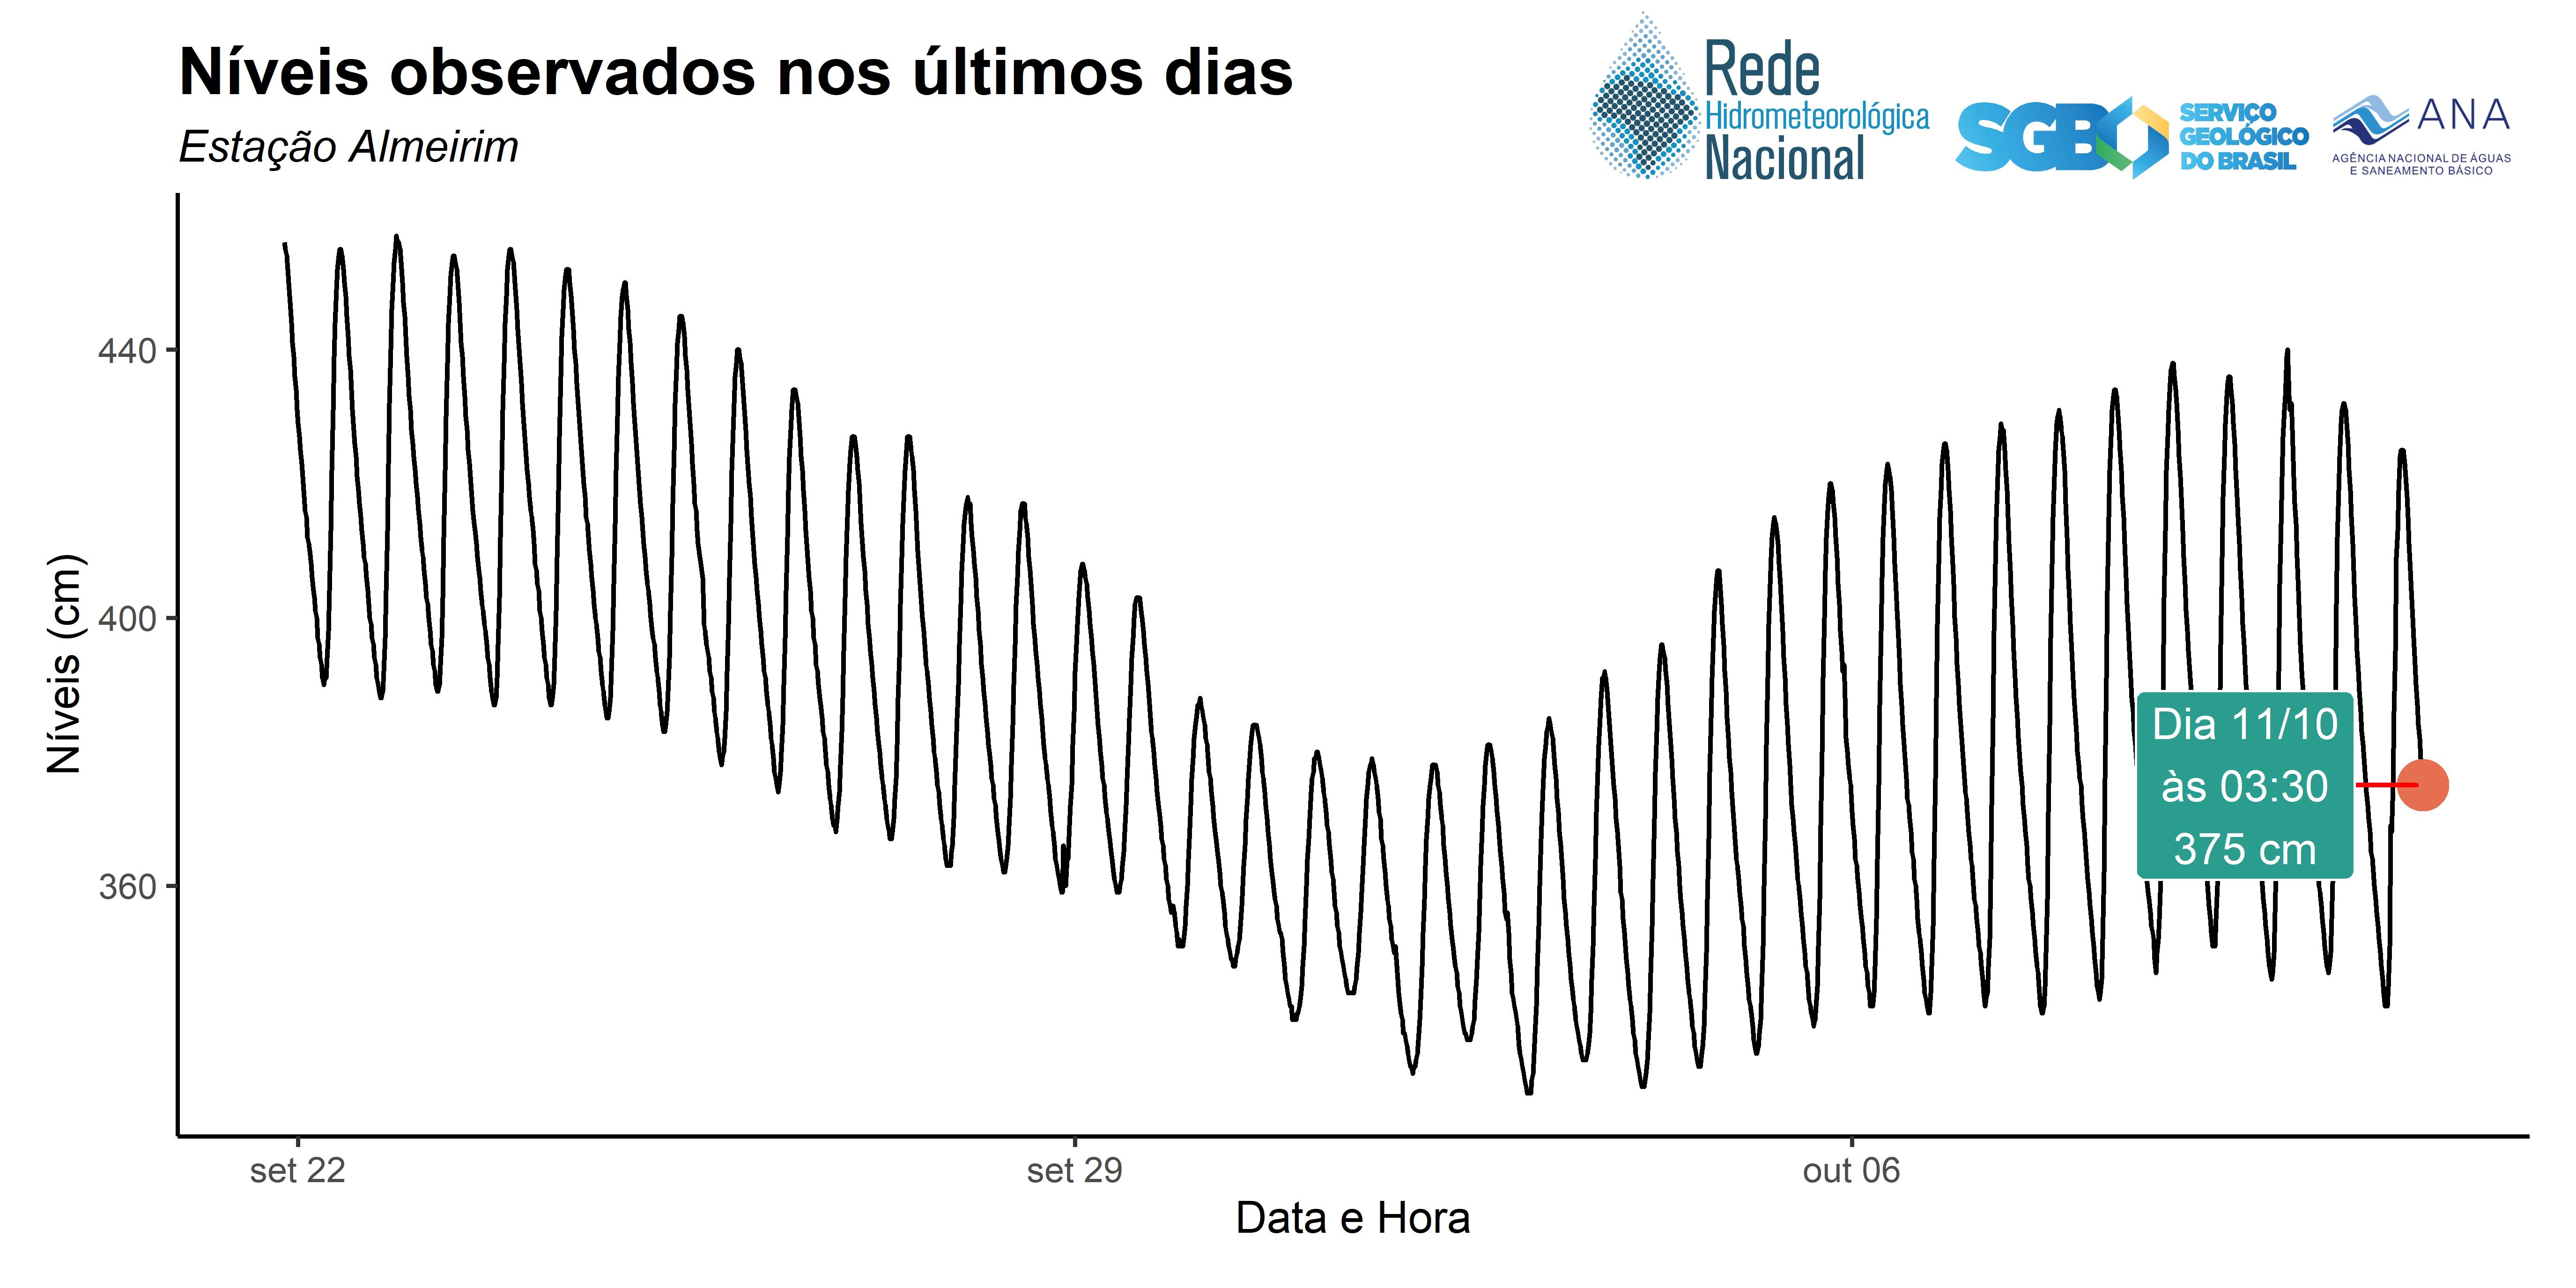 Níveis observados nos últimos dias
Estação Almeirim
Rede
Hidrometeorológica
Nacional
SGB
SERVIÇO
GEOLÓGICO
DO BRASIL
ANA
AGÊNCIA NACIONAL DE ÁGUAS
E SANEAMENTO BÁSICO
Níveis (cm)
440
400
360
Dia 11/10
às 03:30
375 cm
set 22
set 29
out 06
Data e Hora